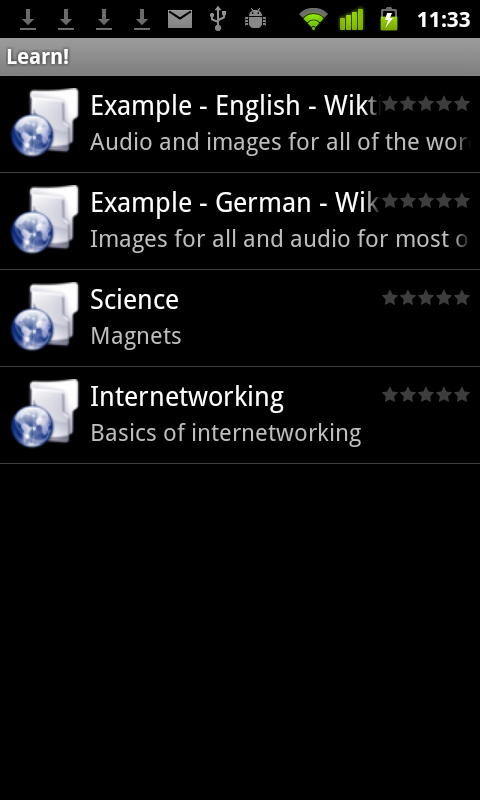 11:33
Learn!
Example - English - Wikt
Audio and images for all of the wor
Example - German - Wik
Images for all and audio for most o
Science
Magnets
Internetworking
Basics of internetworking